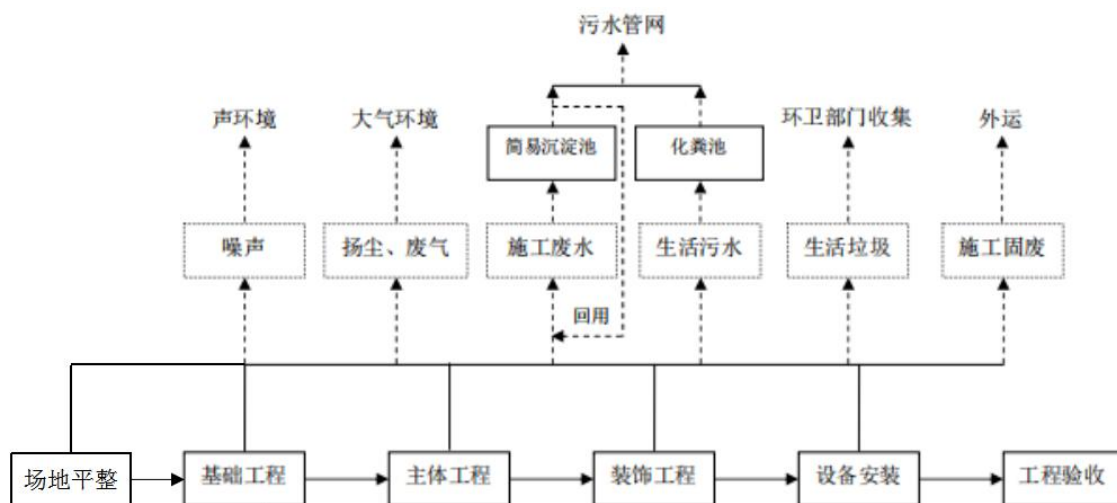 污水管网
声环境
大气环境
简易沉淀池
化粪池
环卫部门收集
外运
噪声
扬尘、废气
施工废水
生活污水
生活垃圾
施工固废
回用
场地平整
基础工程
主体工程
装饰工程
设备安装
工程验收